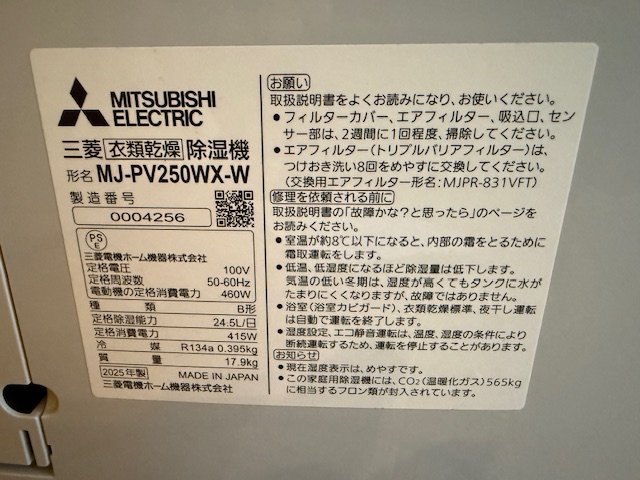 MITSUBISHI
ELECTRIC
三菱 衣類乾燥 除湿機
形名 MJ-PV250WX-W
製造番号
0004256
PS
E
三菱電機ホーム機器株式会社
定格電圧 100V
定格周波数 50-60Hz
電動機の定格消費電力 460W
種類 B形
定格除湿能力 24.5L/日
定格消費電力 415W
冷媒 R134a 0.395kg
質量 17.9kg
2025年製 MADE IN JAPAN
三菱電機ホーム機器株式会社
お願い
取扱説明書をよくお読みになり、お使いください。
●フィルターカバー、エアフィルター、吸込口、セン
サー部は、2週間に1回程度、掃除してください。
●エアフィルター(トリプルバリアフィルター)は、
つけおき洗い8回をめやすに交換してください。
(交換用エアフィルター形名:MJPR-831VFT)
修理を依頼される前に
取扱説明書の「故障かな?と思ったら」のページを
お読みください。
●室温が約8℃以下になると、内部の霜をとるために
霜取運転をします。
●低温、低湿度になるほど除湿量は低下します。
気温の低い冬期は、湿度が高くてもタンクに水が
たまりにくくなりますが、故障ではありません。
●浴室(浴室カビガード)、衣類乾燥標準、夜干し運転
は自動で運転を終了します。
●湿度設定、エコ静音運転は、温度、湿度の条件により
断続運転するため、運転を停止することがあります。
お知らせ
●現在湿度表示は、めやすです。
●この家庭用除湿機には、CO2(温暖化ガス)565kg
に相当するフロン類が封入されています。